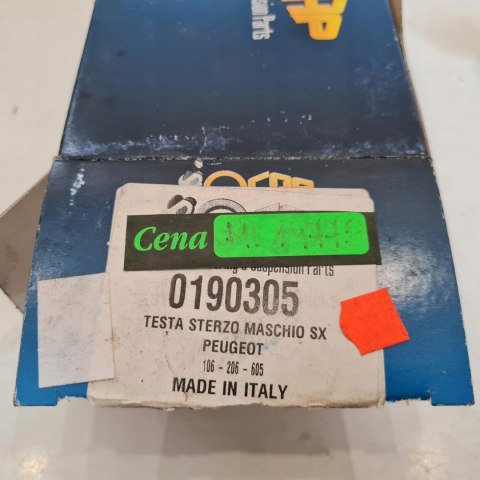 Cena
0190305
TESTA STERZO MASCHIO SX
PEUGEOT
106 - 206 - 605
MADE IN ITALY